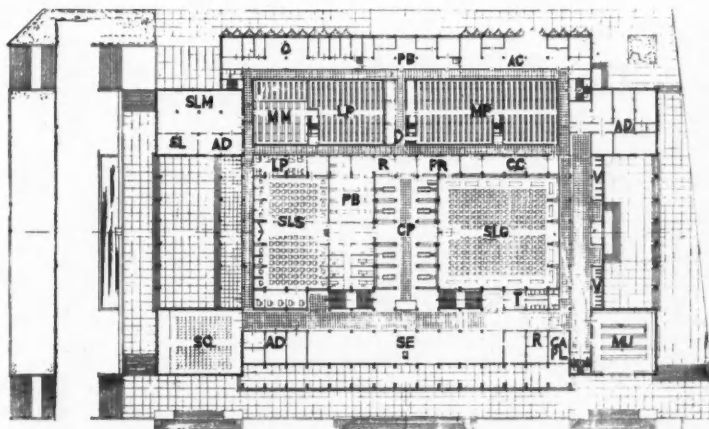 O PB AC
SLM MM LP MP AD
SL AD
LP R PR CC V
PB
SLS CP SLG
T V
SC AD SE R CA MU
PL